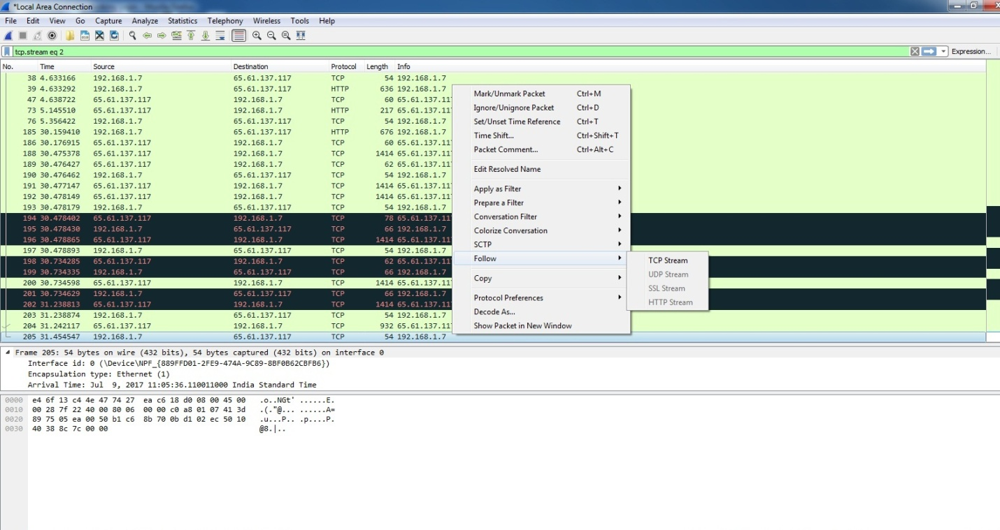 *Local Area Connection
File Edit View Go Capture Analyze Statistics Telephony Wireless Tools Help
tcp.stream eq 2 Expression...
No. Time Source Destination Protocol Length Info
38 4.633166 192.168.1.7 65.61.137.117 TCP 54 192.168.1.7
39 4.633292 192.168.1.7 65.61.137.117 HTTP 636 192.168.1.7
47 4.638722 65.61.137.117 192.168.1.7 TCP 60 65.61.137.11
73 5.145510 65.61.137.117 192.168.1.7 HTTP 217 65.61.137.11
76 5.356422 192.168.1.7 65.61.137.117 TCP 54 192.168.1.7
185 30.159410 192.168.1.7 65.61.137.117 HTTP 676 192.168.1.7
186 30.176915 65.61.137.117 192.168.1.7 TCP 60 65.61.137.11
188 30.475378 65.61.137.117 192.168.1.7 TCP 1414 65.61.137.11
189 30.476427 65.61.137.117 192.168.1.7 TCP 62 65.61.137.11
190 30.476462 192.168.1.7 65.61.137.117 TCP 54 192.168.1.7
191 30.477147 65.61.137.117 192.168.1.7 TCP 1414 65.61.137.11
192 30.478149 65.61.137.117 192.168.1.7 TCP 1414 65.61.137.11
193 30.478179 192.168.1.7 65.61.137.117 TCP 54 192.168.1.7
194 30.478402 65.61.137.117 192.168.1.7 TCP 78 65.61.137.11
195 30.478430 192.168.1.7 65.61.137.117 TCP 66 192.168.1.7
196 30.478865 65.61.137.117 192.168.1.7 TCP 1414 65.61.137.11
197 30.478893 192.168.1.7 65.61.137.117 TCP 54 192.168.1.7
198 30.734285 65.61.137.117 192.168.1.7 TCP 62 65.61.137.11
199 30.734335 192.168.1.7 65.61.137.117 TCP 66 192.168.1.7
200 30.734598 65.61.137.117 192.168.1.7 TCP 1414 65.61.137.11
201 30.734629 192.168.1.7 65.61.137.117 TCP 66 192.168.1.7
202 31.238813 65.61.137.117 192.168.1.7 TCP 1414 65.61.137.11
203 31.238874 192.168.1.7 65.61.137.117 TCP 54 192.168.1.7
204 31.242117 65.61.137.117 192.168.1.7 TCP 932 65.61.137.11
205 31.454547 192.168.1.7 65.61.137.117 TCP 54 192.168.1.7
Mark/Unmark Packet Ctrl+M
Ignore/Unignore Packet Ctrl+D
Set/Unset Time Reference Ctrl+T
Time Shift... Ctrl+Shift+T
Packet Comment... Ctrl+Alt+C
Edit Resolved Name
Apply as Filter
Prepare a Filter
Conversation Filter
Colorize Conversation
SCTP
Follow
Copy
Protocol Preferences
Decode As...
Show Packet in New Window
TCP Stream
UDP Stream
SSL Stream
HTTP Stream
Frame 205: 54 bytes on wire (432 bits), 54 bytes captured (432 bits) on interface 0
Interface id: 0 (\Device\NPF_{889FFD01-2FE9-474A-9C89-8BF0B62CBFB6})
Encapsulation type: Ethernet (1)
Arrival Time: Jul 9, 2017 11:05:36.110011000 India Standard Time
0000 e4 6f 13 c4 4e 47 74 27 ea c6 18 d0 08 00 45 00 .o..NGt' ......E.
0010 00 28 7f 22 40 00 80 06 00 00 c0 a8 01 07 41 3d .(."@... ......A=
0020 89 75 05 ea 00 50 b1 c6 8b 70 0b d1 02 ec 50 10 .u...P.. .p....P.
0030 40 38 8c 7c 00 00 @8.|..